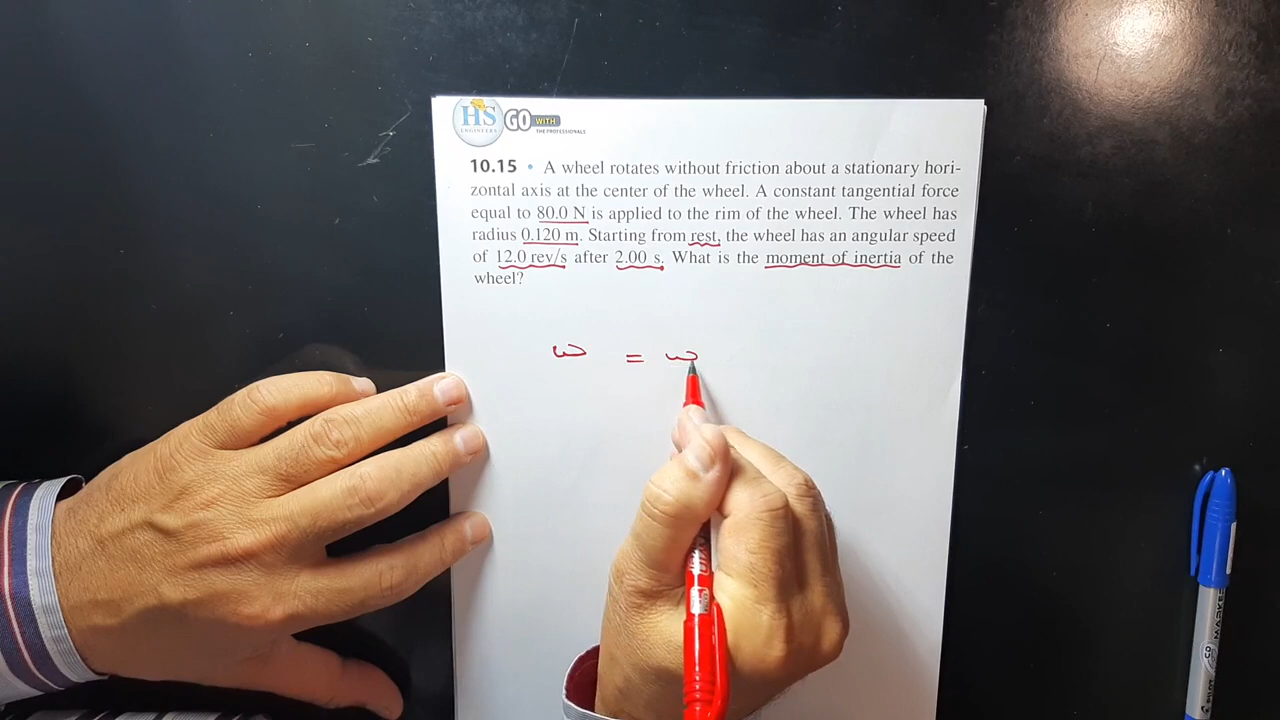 HS
ENGINEERS
GO WITH
THE PROFESSIONALS
10.15 • A wheel rotates without friction about a stationary hori-
zontal axis at the center of the wheel. A constant tangential force
equal to 80.0 N is applied to the rim of the wheel. The wheel has
radius 0.120 m. Starting from rest, the wheel has an angular speed
of 12.0 rev/s after 2.00 s. What is the moment of inertia of the
wheel?
ω = ω
PILOT
MARKER